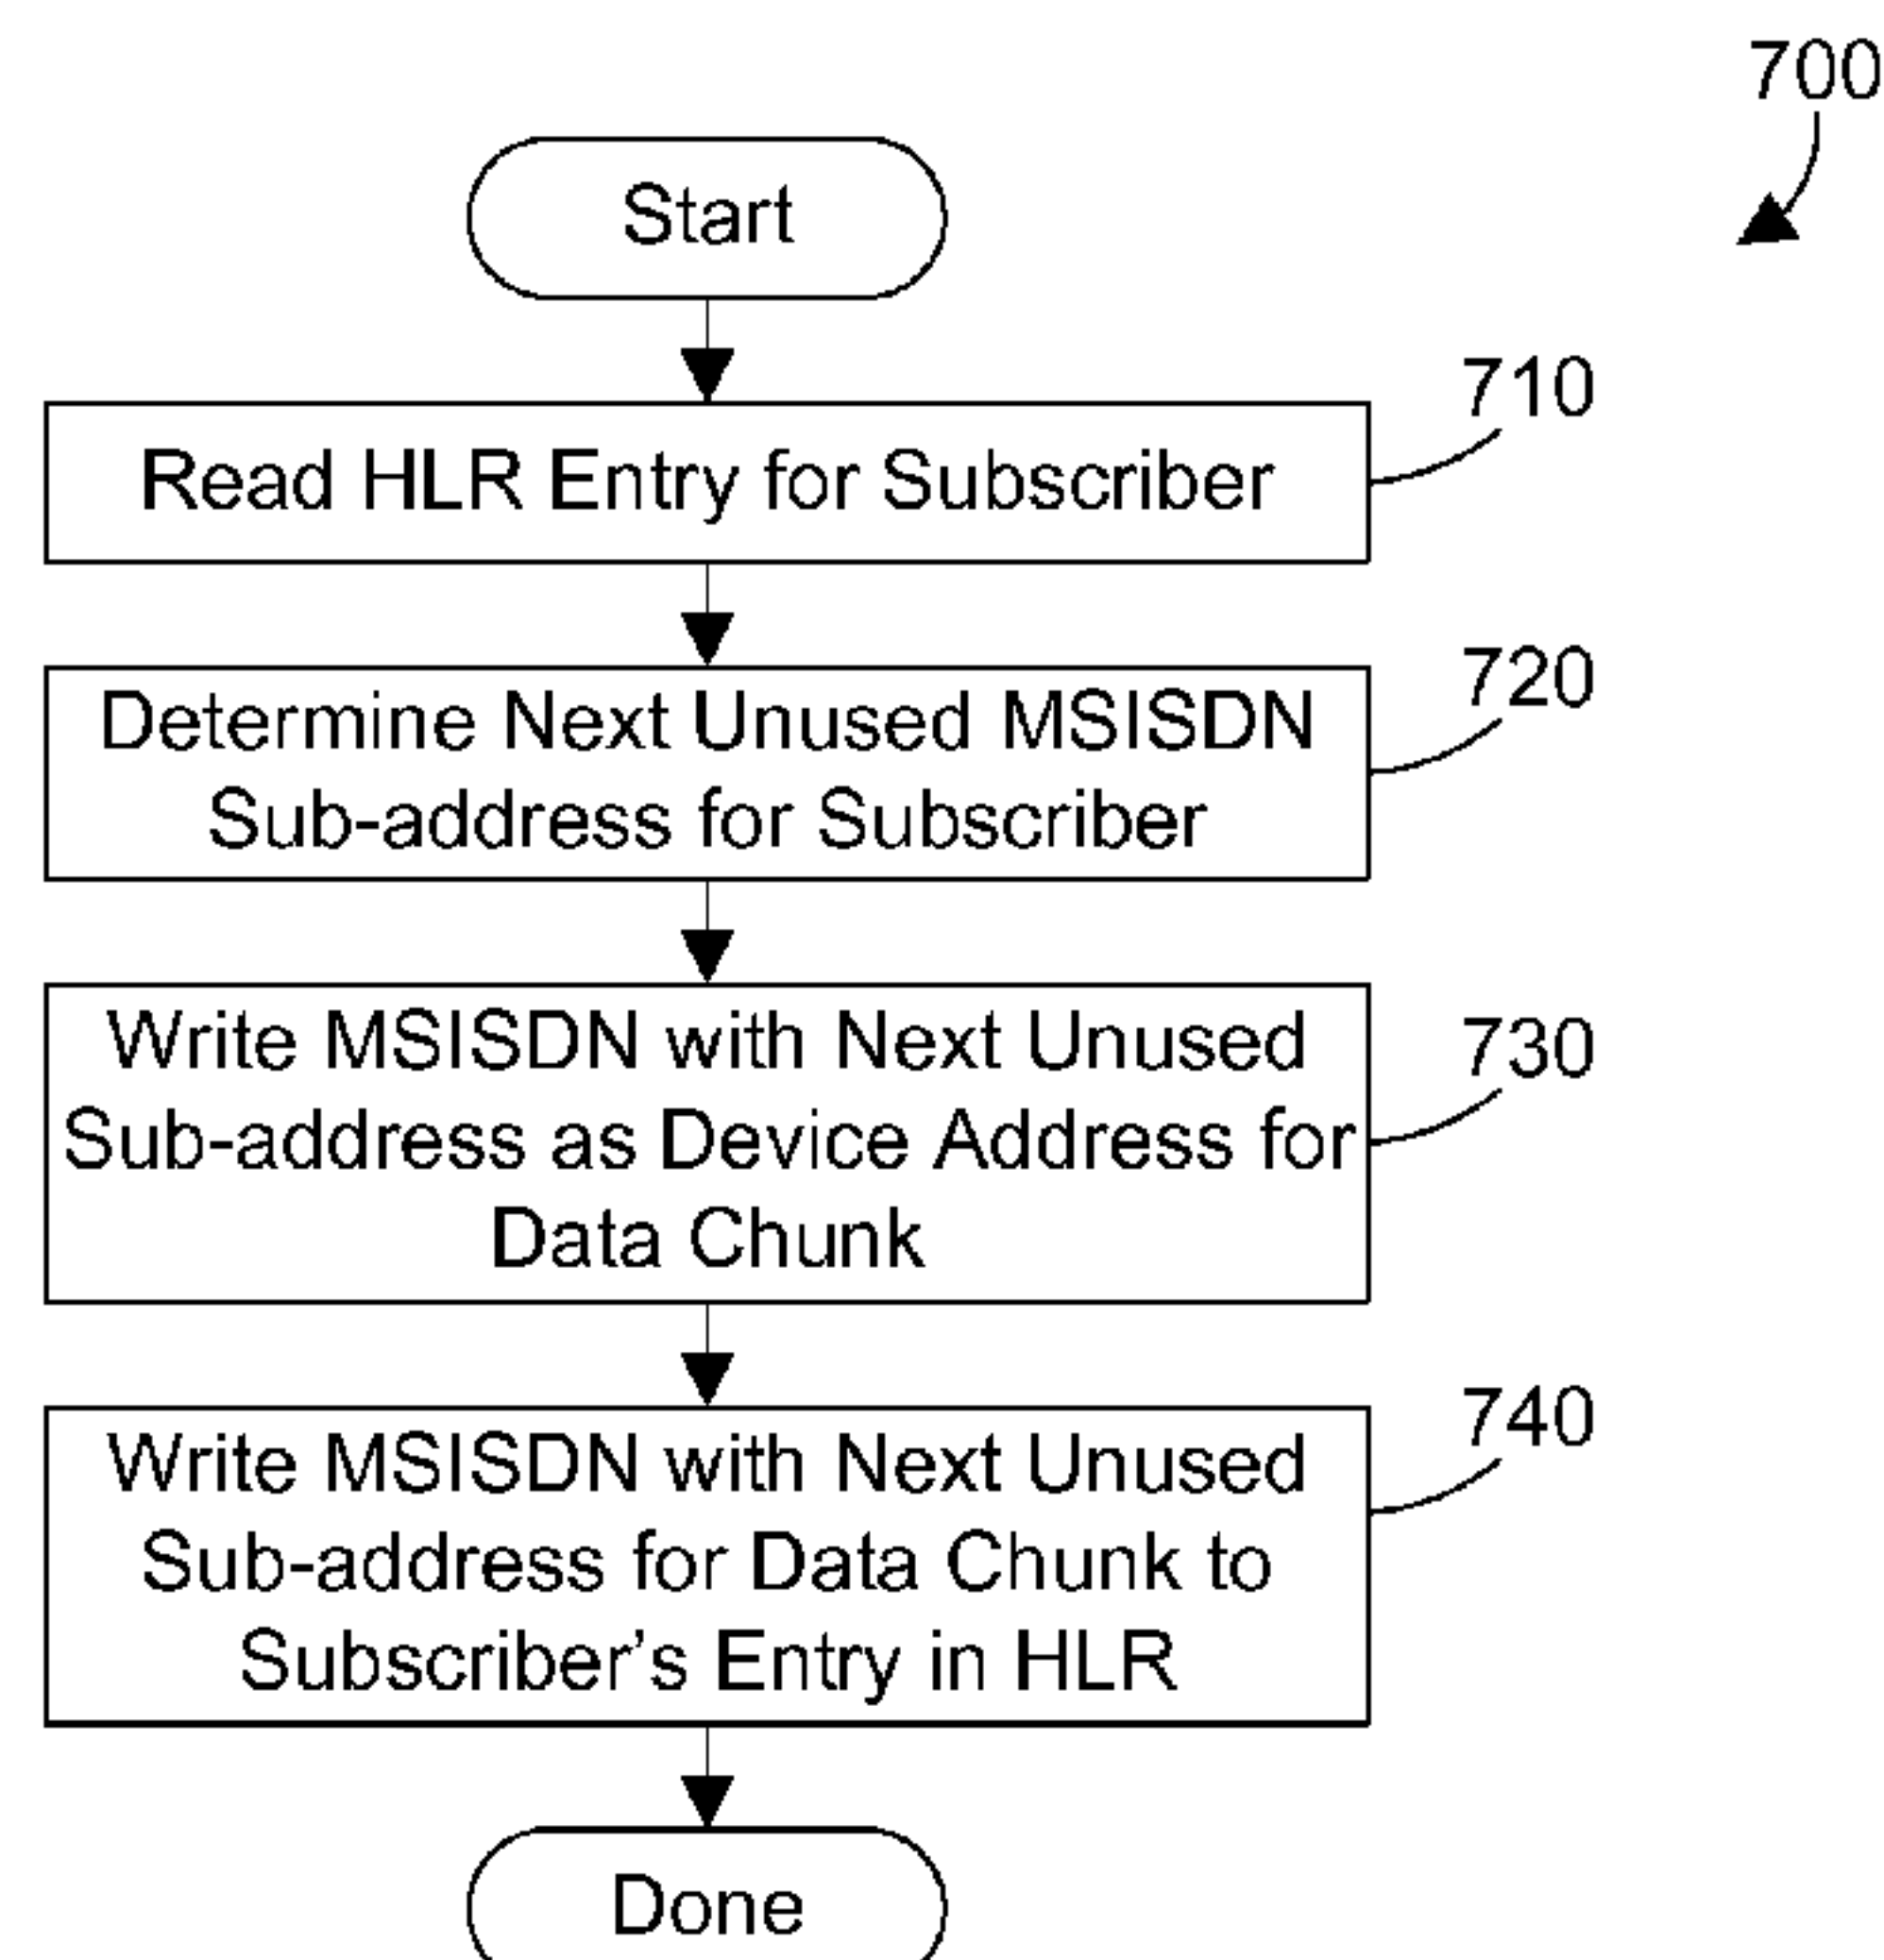 700
Start
710
Read HLR Entry for Subscriber
720
Determine Next Unused MSISDN
Sub-address for Subscriber
730
Write MSISDN with Next Unused
Sub-address as Device Address for
Data Chunk
740
Write MSISDN with Next Unused
Sub-address for Data Chunk to
Subscriber's Entry in HLR
Done